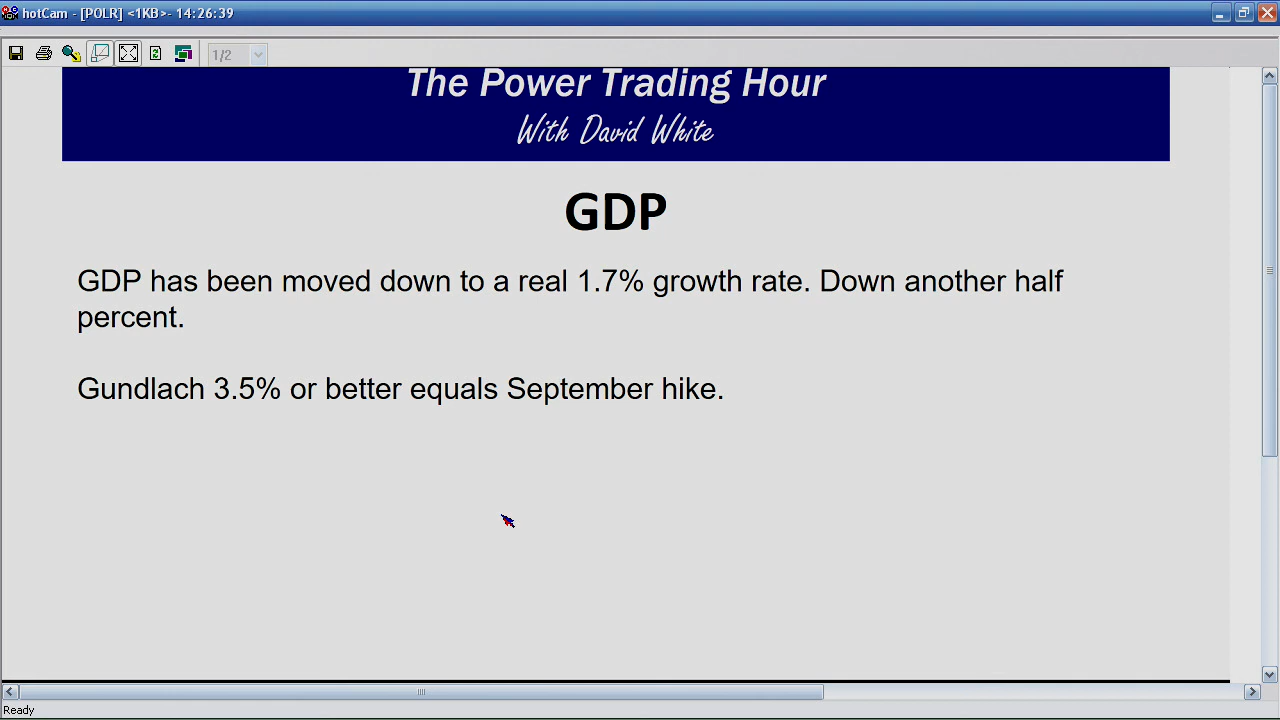 hotCam - [POLR] <1KB>- 14:26:39
1/2
The Power Trading Hour
With David White
GDP
GDP has been moved down to a real 1.7% growth rate. Down another half
percent.
Gundlach 3.5% or better equals September hike.
Ready